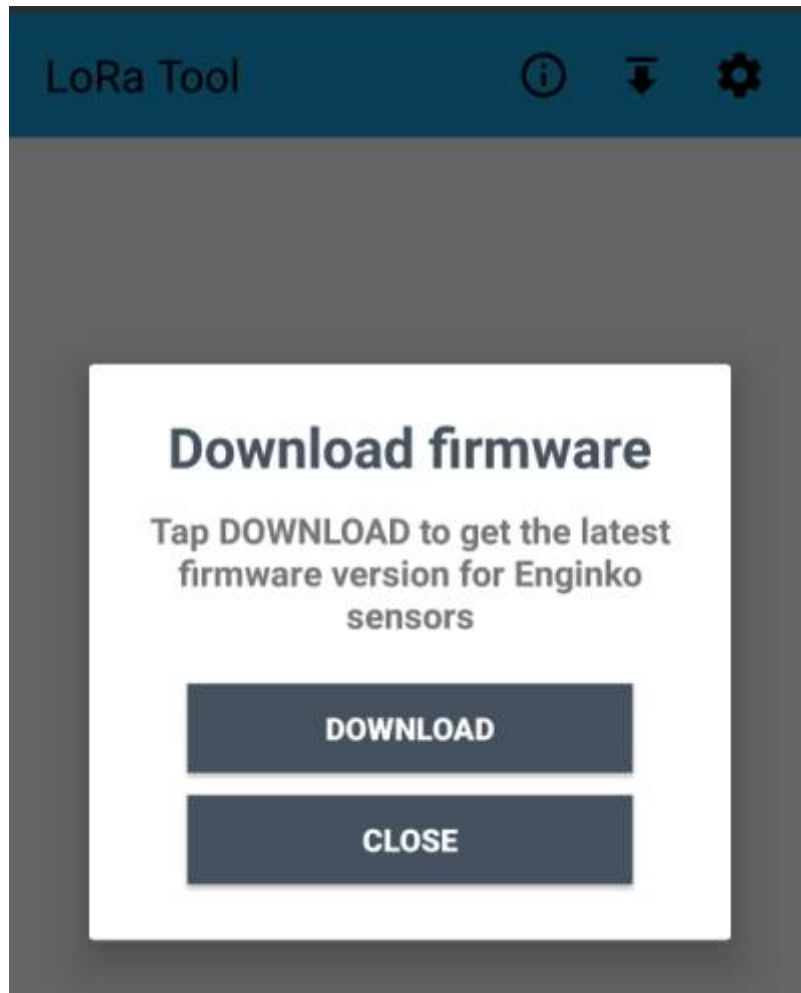 LoRa Tool
Download firmware
Tap DOWNLOAD to get the latest
firmware version for Enginko
sensors
DOWNLOAD
CLOSE